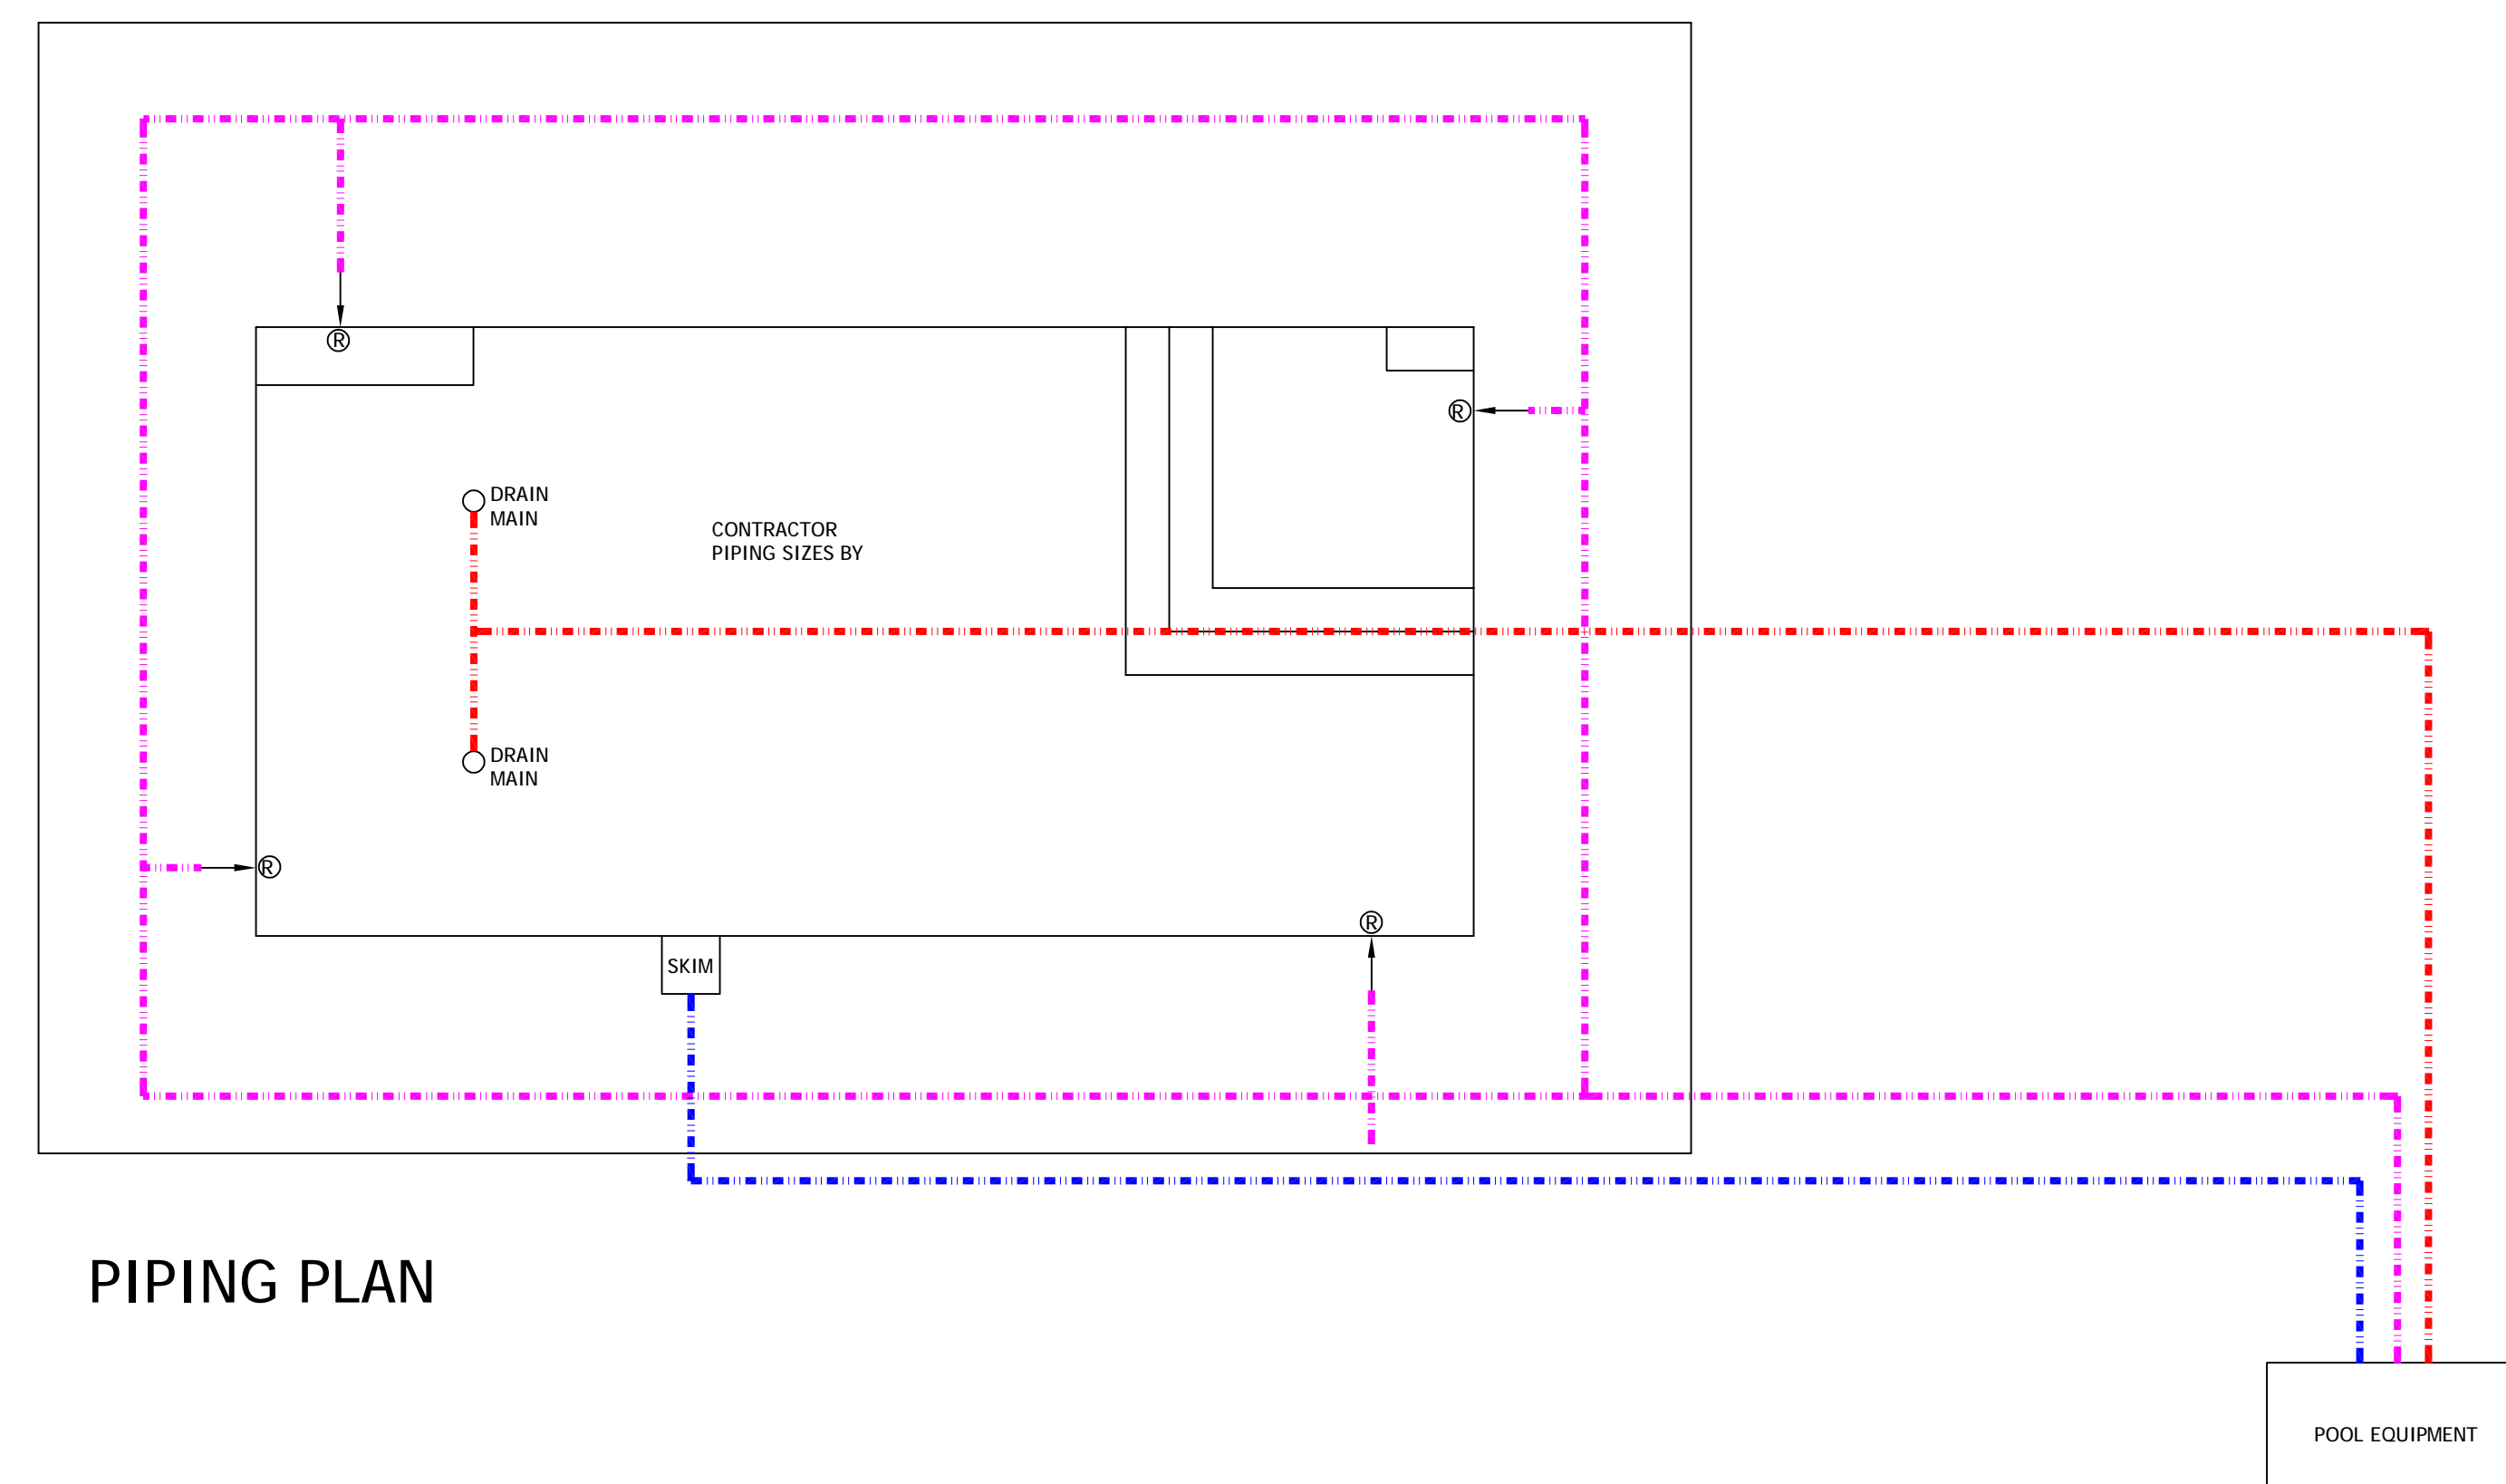 ®
®
DRAIN
MAIN
CONTRACTOR
PIPING SIZES BY
DRAIN
MAIN
®
®
SKIM
PIPING PLAN
POOL EQUIPMENT